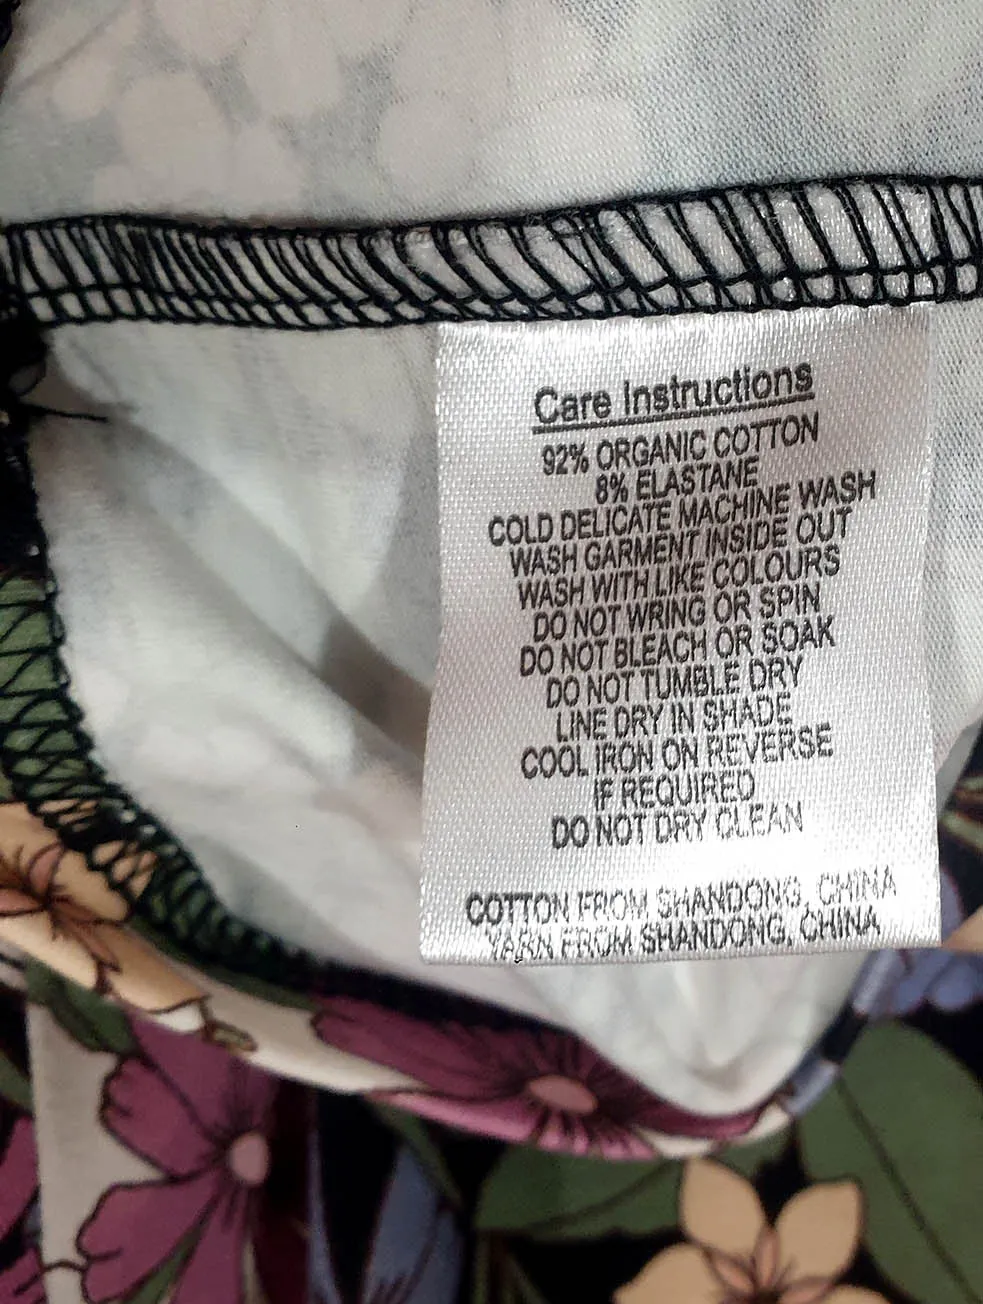 Care Instructions
92% ORGANIC COTTON
8% ELASTANE
COLD DELICATE MACHINE WASH
WASH GARMENT INSIDE OUT
WASH WITH LIKE COLOURS
DO NOT WRING OR SPIN
DO NOT BLEACH OR SOAK
DO NOT TUMBLE DRY
LINE DRY IN SHADE
COOL IRON ON REVERSE
IF REQUIRED
DO NOT DRY CLEAN
COTTON FROM SHANDONG, CHINA
YARN FROM SHANDONG, CHINA